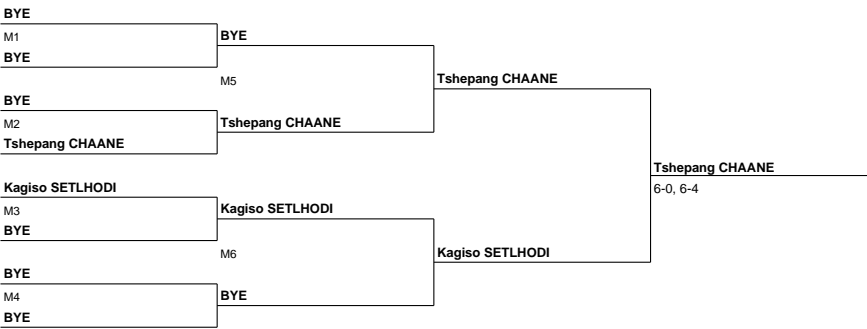 BYE
M1
BYE
BYE
M5
Tshepang CHAANE
BYE
M2
Tshepang CHAANE
Tshepang CHAANE
Tshepang CHAANE
6-0, 6-4
Kagiso SETLHODI
M3
Kagiso SETLHODI
BYE
M6
Kagiso SETLHODI
BYE
M4
BYE
BYE